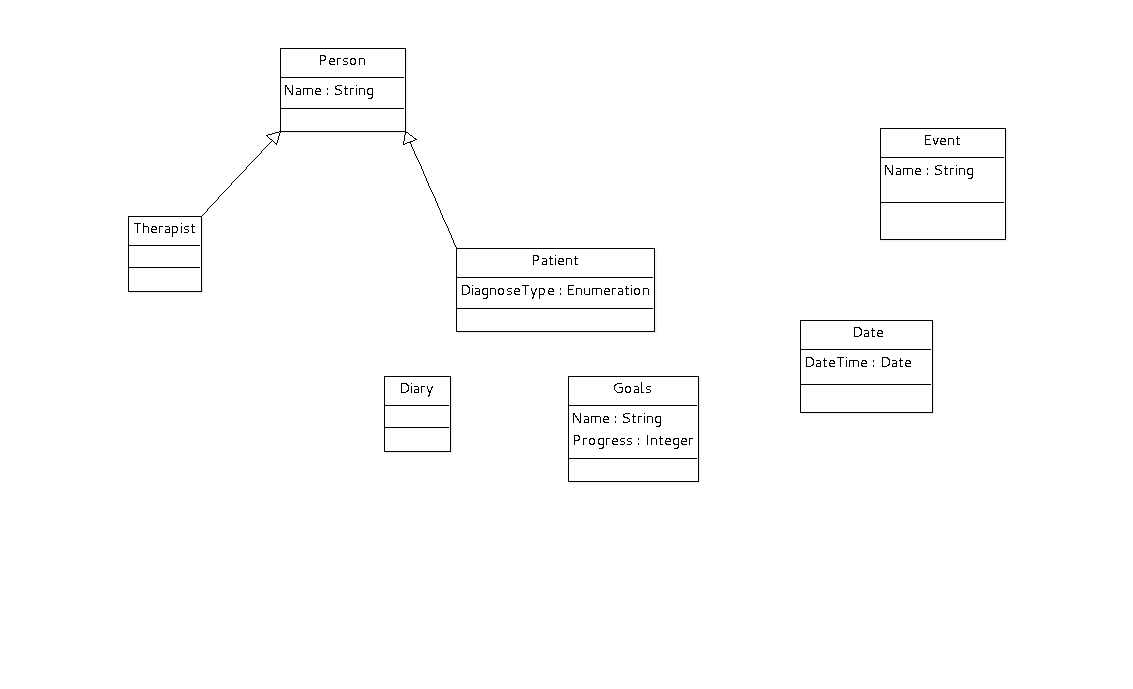 Person
Name : String
Event
Name : String
Therapist
Patient
DiagnoseType : Enumeration
Date
DateTime : Date
Diary
Goals
Name : String
Progress : Integer